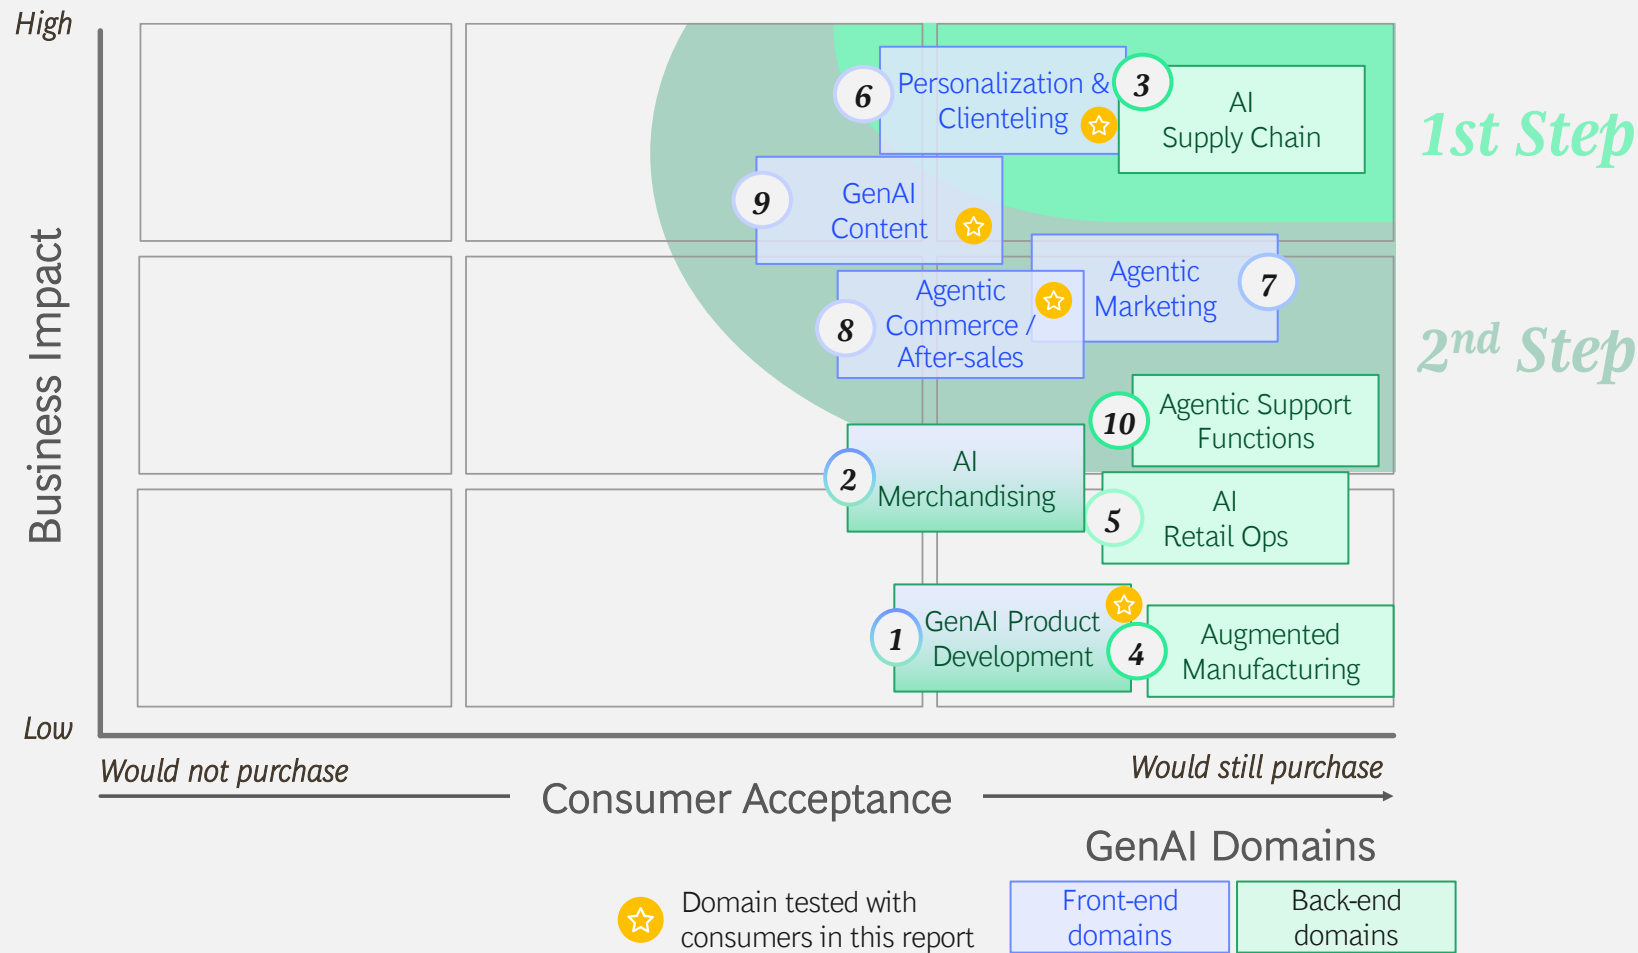 High
6
Personalization &
Clienteling
3
AI
Supply Chain
1st Step
9
GenAI
Content
Agentic
Marketing
7
8
Agentic
Commerce /
After-sales
2nd Step
10
Agentic Support
Functions
2
AI
Merchandising
5
AI
Retail Ops
1
GenAI Product
Development
4
Augmented
Manufacturing
Business Impact
Low
Would not purchase
Would still purchase
Consumer Acceptance
GenAI Domains
Domain tested with
consumers in this report
Front-end
domains
Back-end
domains